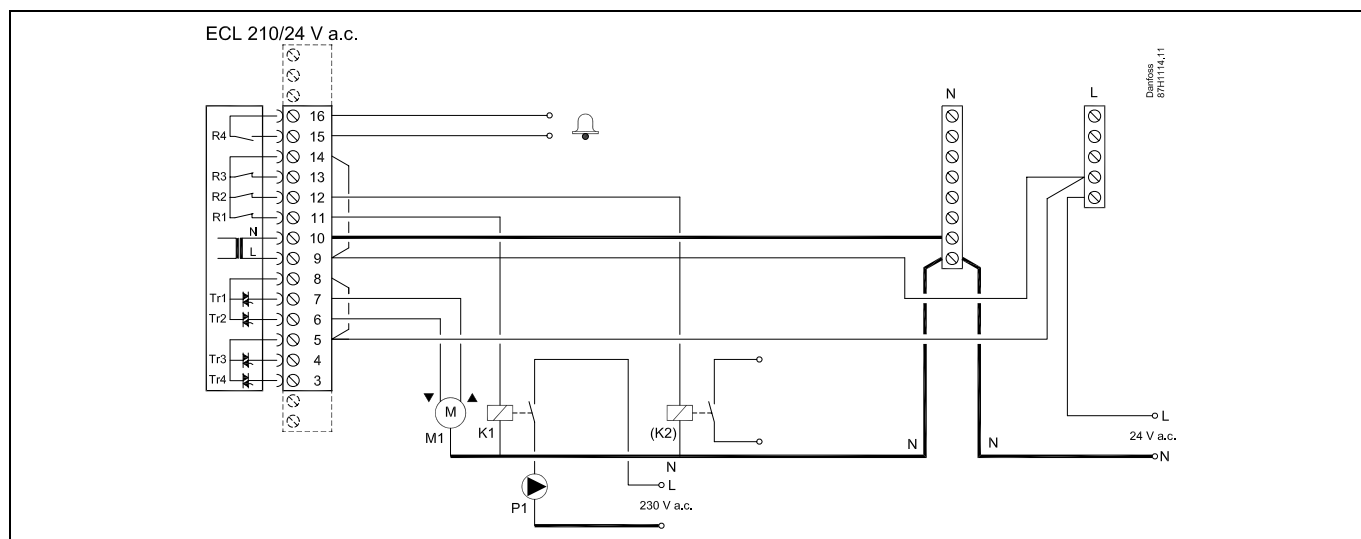 ECL 210/24 V a.c.
Danfoss
87H1114.11
N
L
16
R4
15
14
R3
13
R2
12
R1
11
N
10
L
9
8
Tr1
7
Tr2
6
5
Tr3
4
Tr4
3
M
M1
K1
(K2)
N
N
N
L
24 V a.c.
N
P1
L
230 V a.c.